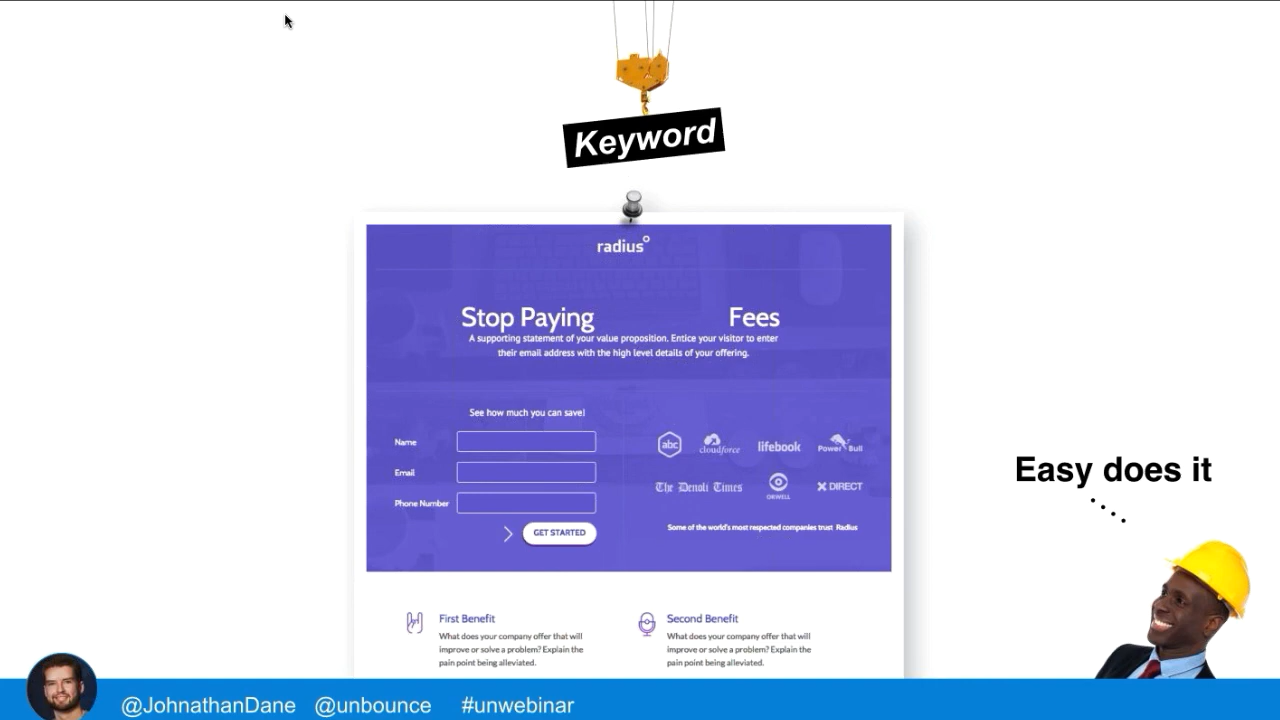 Keyword
radius
Stop Paying Fees
A supporting statement of your value proposition. Entice your visitor to enter
their email address with the high level details of your offering.
See how much you can save!
Name
Email
Phone Number
GET STARTED
abc cloudforce lifebook Power Bull
The Denoli Times ORWELL X DIRECT
Some of the world's most respected companies trust Radius
Easy does it
First Benefit
What does your company offer that will
improve or solve a problem? Explain the
pain point being alleviated.
Second Benefit
What does your company offer that will
improve or solve a problem? Explain the
pain point being alleviated.
@JohnathanDane @unbounce #unwebinar